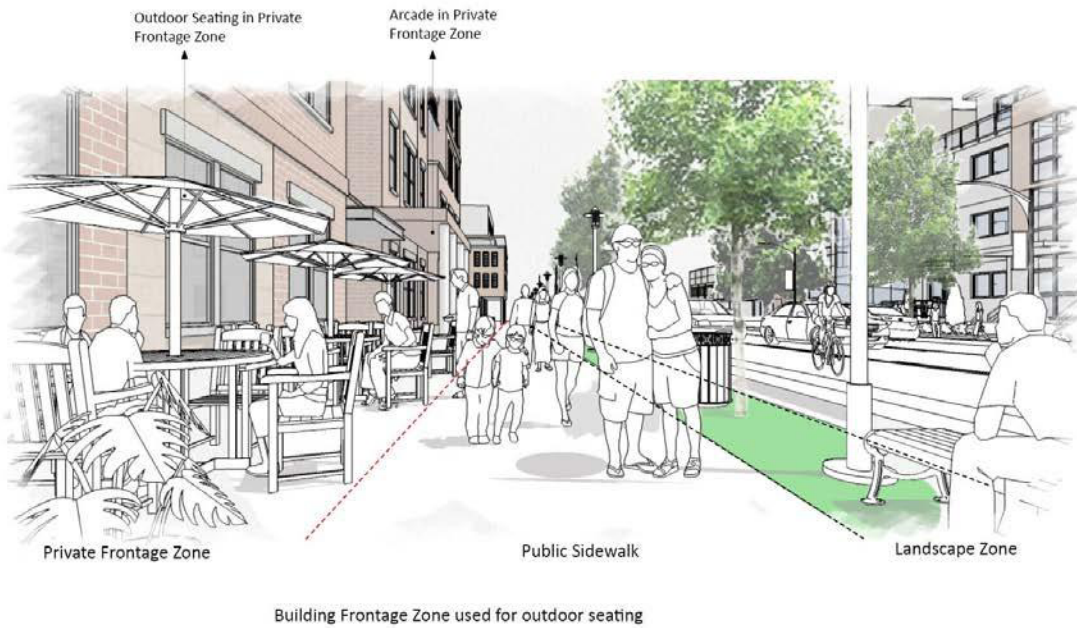 Outdoor Seating in Private
Frontage Zone
Arcade in Private
Frontage Zone
Private Frontage Zone
Public Sidewalk
Landscape Zone
Building Frontage Zone used for outdoor seating